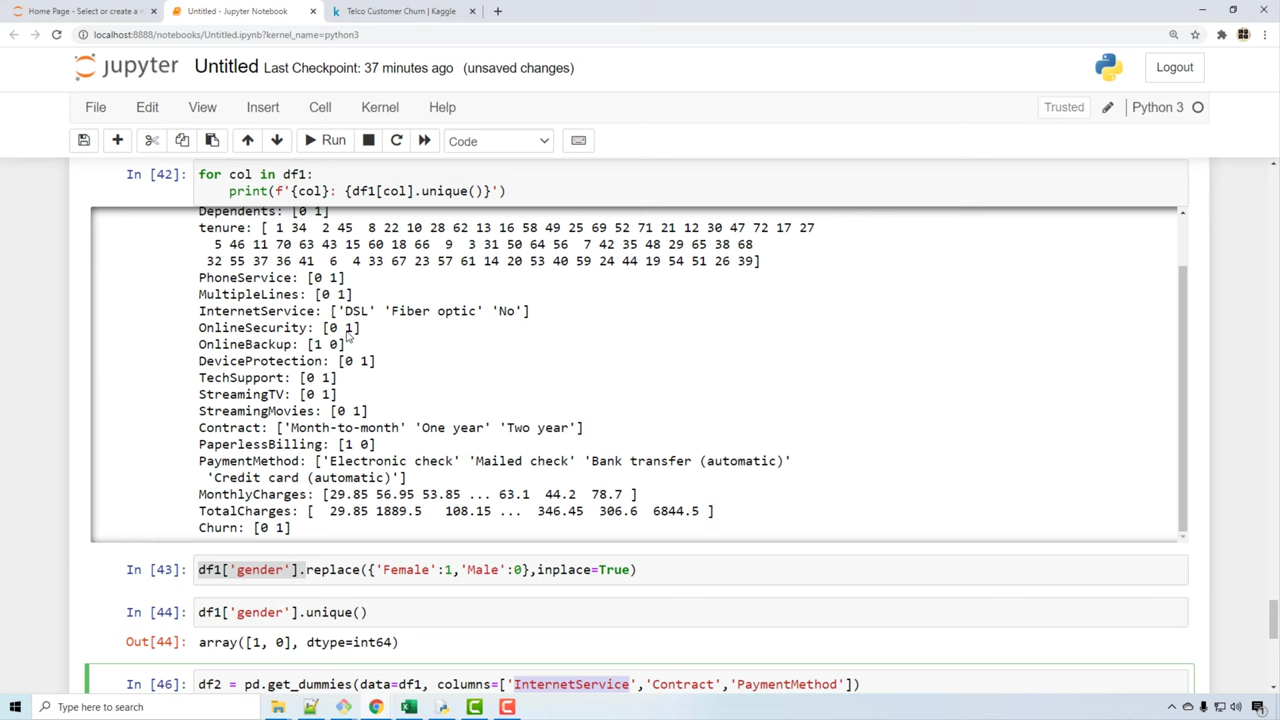 Home Page - Select or create a n
Untitled - Jupyter Notebook
Telco Customer Churn | Kaggle
localhost:8888/notebooks/Untitled.ipynb?kernel_name=python3
jupyter Untitled Last Checkpoint: 37 minutes ago (unsaved changes)
Logout
File Edit View Insert Cell Kernel Help
Trusted
Python 3
Run
Code
In [42]: for col in df1:
print(f'{col}: {df1[col].unique()}')
Dependents: [0 1]
tenure: [ 1 34  2 45  8 22 10 28 62 13 16 58 49 25 69 52 71 21 12 30 47 72 17 27
5 46 11 70 63 43 15 60 18 66  9  3 31 50 64 56  7 42 35 48 29 65 38 68
32 55 37 36 41  6  4 33 67 23 57 61 14 20 53 40 59 24 44 19 54 51 26 39]
PhoneService: [0 1]
MultipleLines: [0 1]
InternetService: ['DSL' 'Fiber optic' 'No']
OnlineSecurity: [0 1]
OnlineBackup: [1 0]
DeviceProtection: [0 1]
TechSupport: [0 1]
StreamingTV: [0 1]
StreamingMovies: [0 1]
Contract: ['Month-to-month' 'One year' 'Two year']
PaperlessBilling: [1 0]
PaymentMethod: ['Electronic check' 'Mailed check' 'Bank transfer (automatic)'
'Credit card (automatic)']
MonthlyCharges: [29.85 56.95 53.85 ... 63.1  44.2  78.7 ]
TotalCharges: [  29.85 1889.5   108.15 ...  346.45  306.6  6844.5 ]
Churn: [0 1]
In [43]: df1['gender'].replace({'Female':1,'Male':0},inplace=True)
In [44]: df1['gender'].unique()
Out[44]: array([1, 0], dtype=int64)
In [46]: df2 = pd.get_dummies(data=df1, columns=['InternetService','Contract','PaymentMethod'])
Type here to search